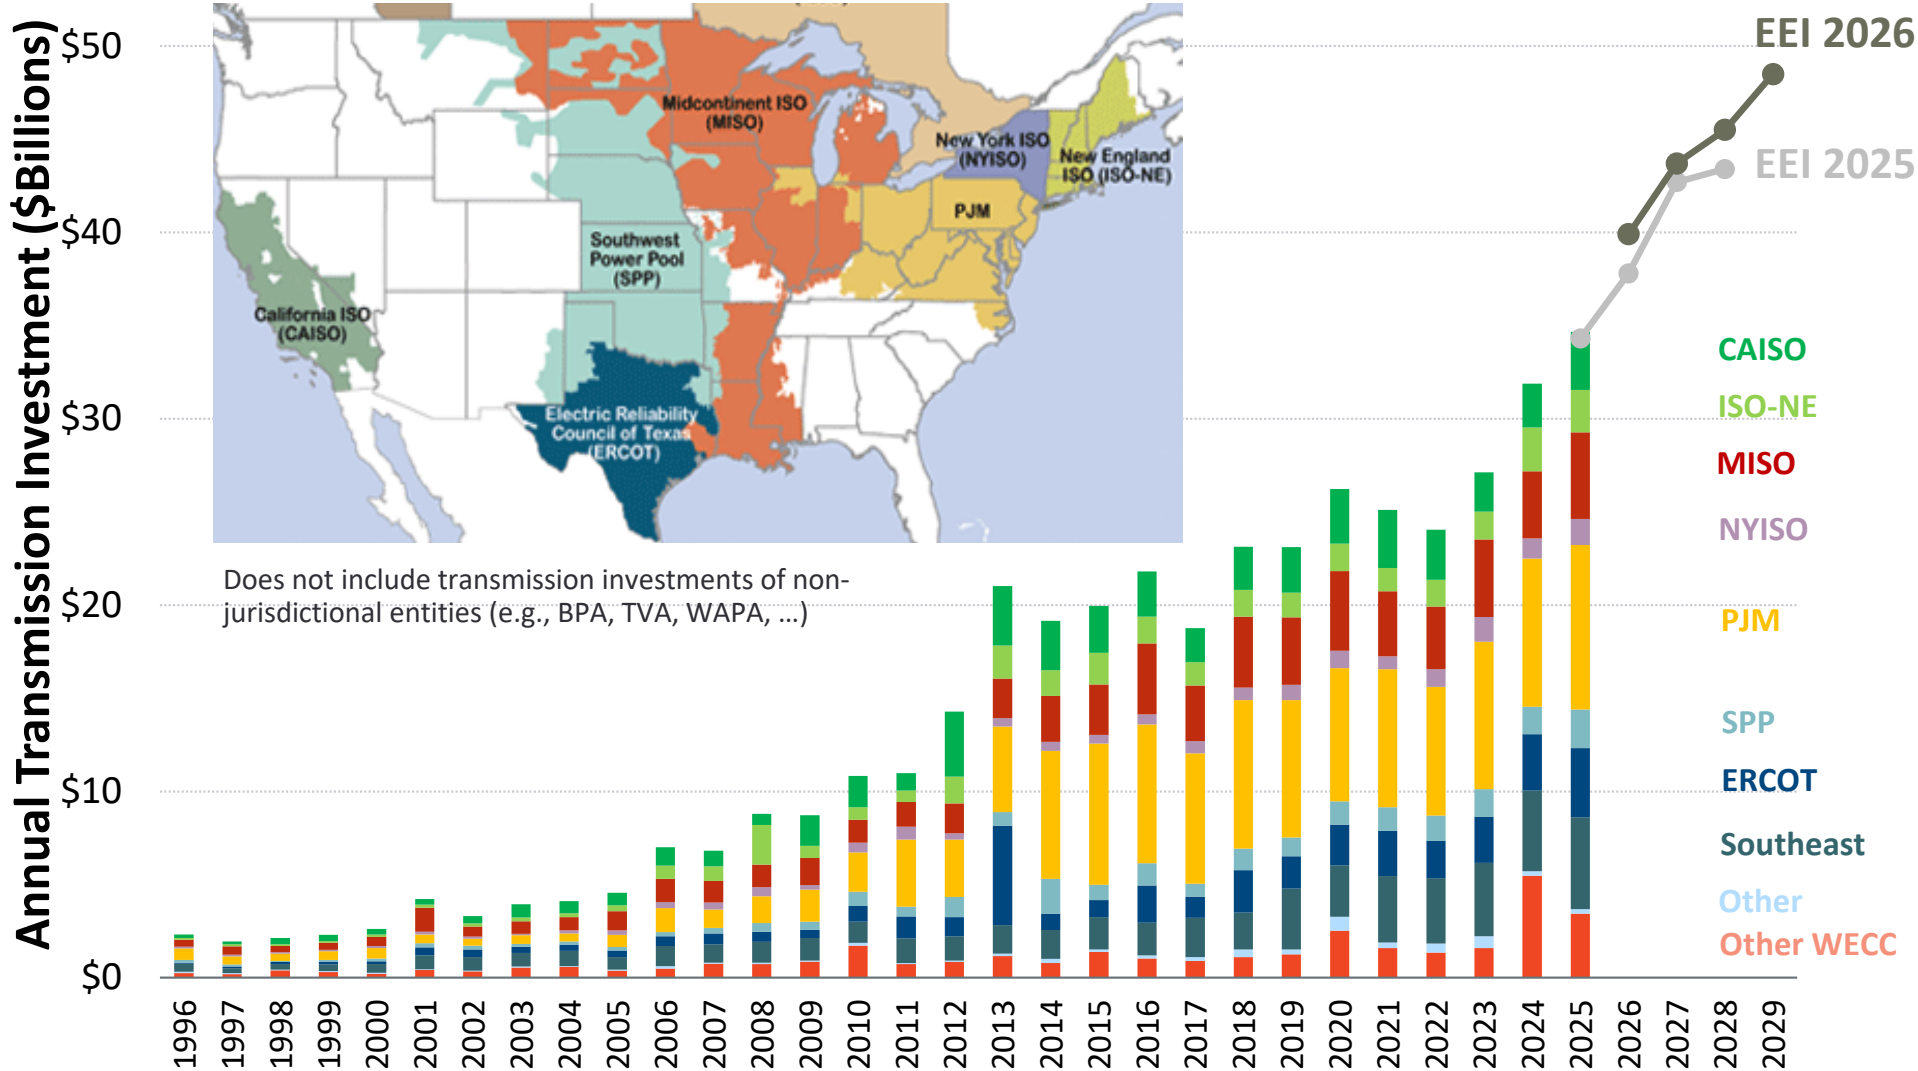 Annual Transmission Investment ($Billions)
$50
$40
$30
$20
$10
$0
Midcontinent ISO
(MISO)
New York ISO
(NYISO)
New England
ISO (ISO-NE)
PJM
Southwest
Power Pool
(SPP)
California ISO
(CAISO)
Electric Reliability
Council of Texas
(ERCOT)
Does not include transmission investments of non-
jurisdictional entities (e.g., BPA, TVA, WAPA, …)
EEI 2026
EEI 2025
CAISO
ISO-NE
MISO
NYISO
PJM
SPP
ERCOT
Southeast
Other
Other WECC
1996
1997
1998
1999
2000
2001
2002
2003
2004
2005
2006
2007
2008
2009
2010
2011
2012
2013
2014
2015
2016
2017
2018
2019
2020
2021
2022
2023
2024
2025
2026
2027
2028
2029